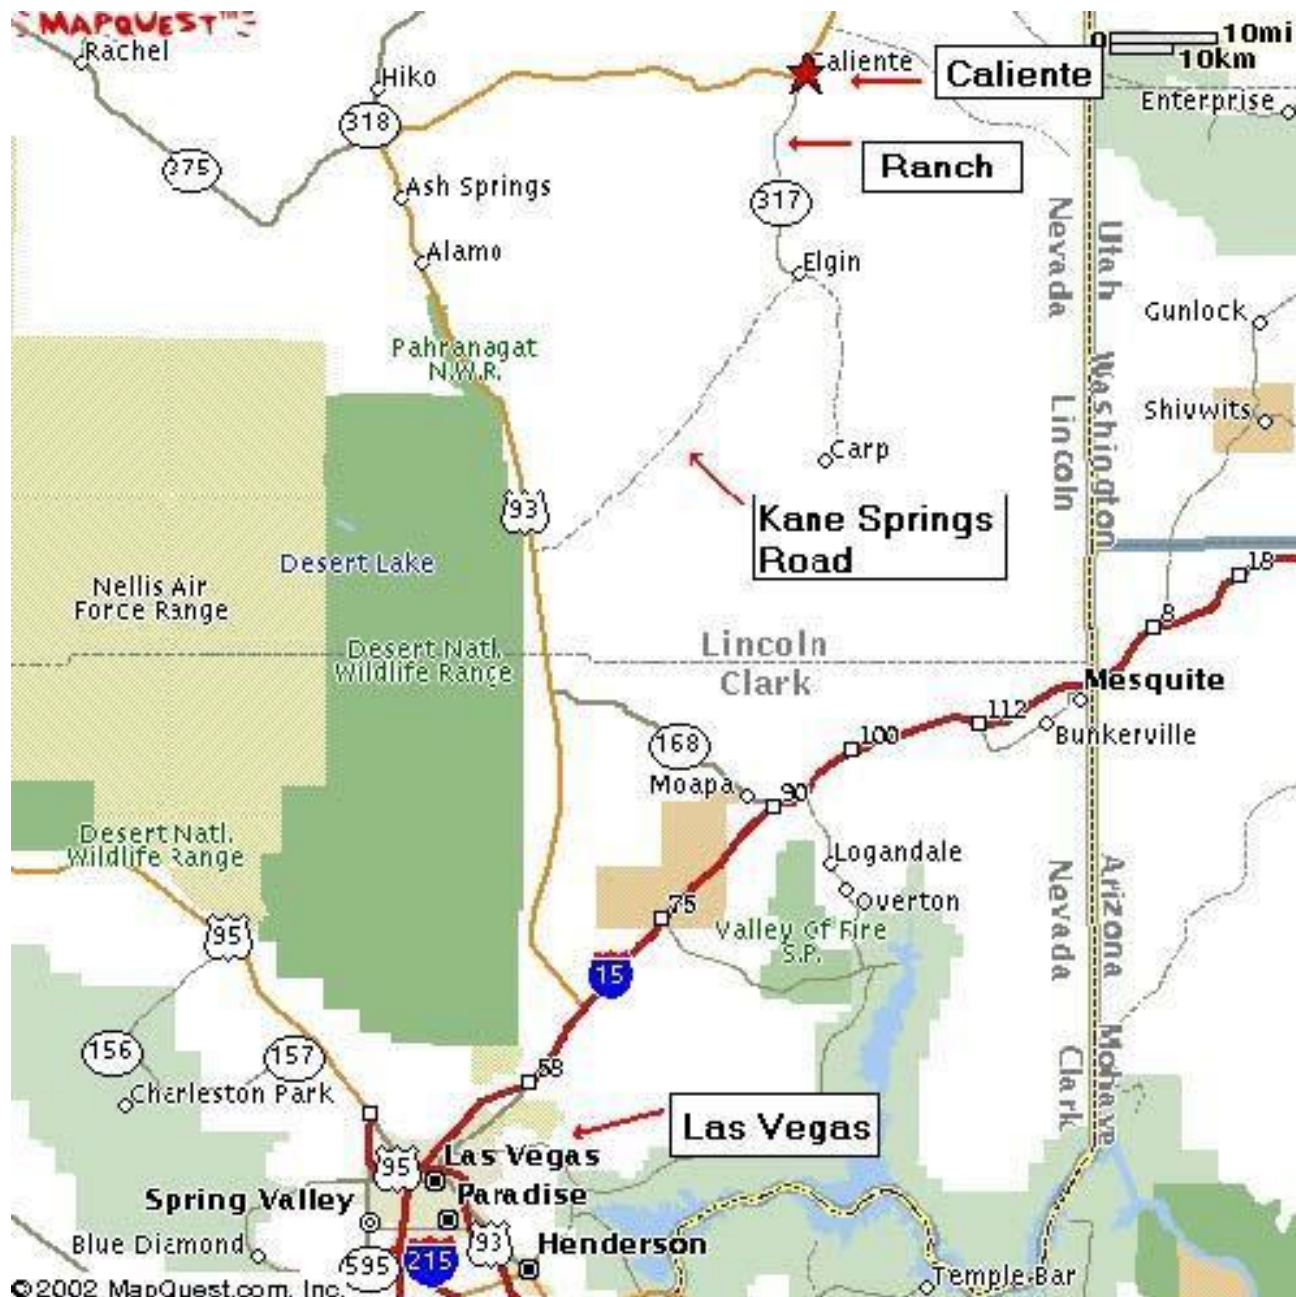 MAPQUEST™
Rachel
Hiko
Caliente
Caliente
0 10mi
10km
Enterprise
318
375
Ash Springs
Ranch
317
Alamo
Elgin
Nevada
Utah
Gunlock
Pahranagat
N.W.R.
Lincoln
Washington
Shivwits
Carp
93
Kane Springs
Road
Desert Lake
Nellis Air
Force Range
18
8
Desert Natl.
Wildlife Range
Lincoln
Clark
Mesquite
112
100
Bunkerville
168
Moapa
90
Desert Natl.
Wildlife Range
Logandale
Overton
Nevada
Arizona
75
Valley Of Fire
S.P.
95
15
156
157
58
Clark
Mohave
Charleston Park
Las Vegas
95
Las Vegas
Spring Valley
Paradise
Blue Diamond
93
Henderson
595
215
Temple Bar
©2002 MapQuest.com, Inc.